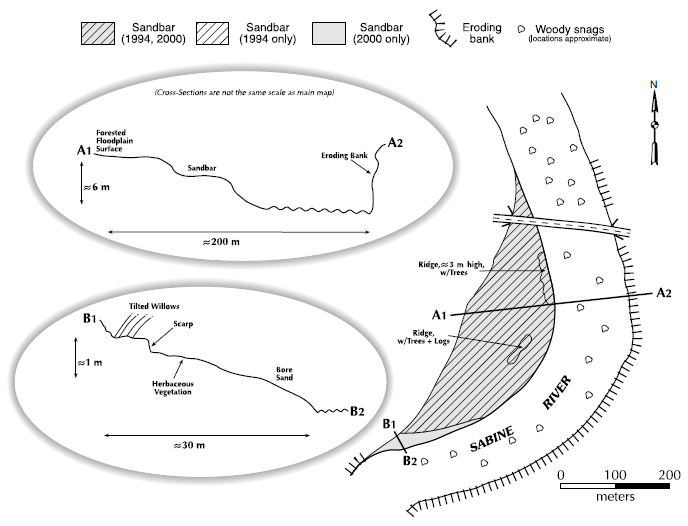 Sandbar
(1994, 2000)
Sandbar
(1994 only)
Sandbar
(2000 only)
Eroding
bank
Woody snags
(locations approximate)
(Cross-Sections are not the same scale as main map)
Forested
Floodplain
Surface
A1
Sandbar
Eroding Bank
A2
≈6 m
≈200 m
N
Ridge, ≈ 3 m high,
w/Trees
A1
A2
Ridge,
w/Trees + Logs
Tilted Willows
B1
Scarp
≈1 m
Herbaceous
Vegetation
Bore
Sand
B2
≈30 m
B1
B2
SABINE
RIVER
0 100 200
meters